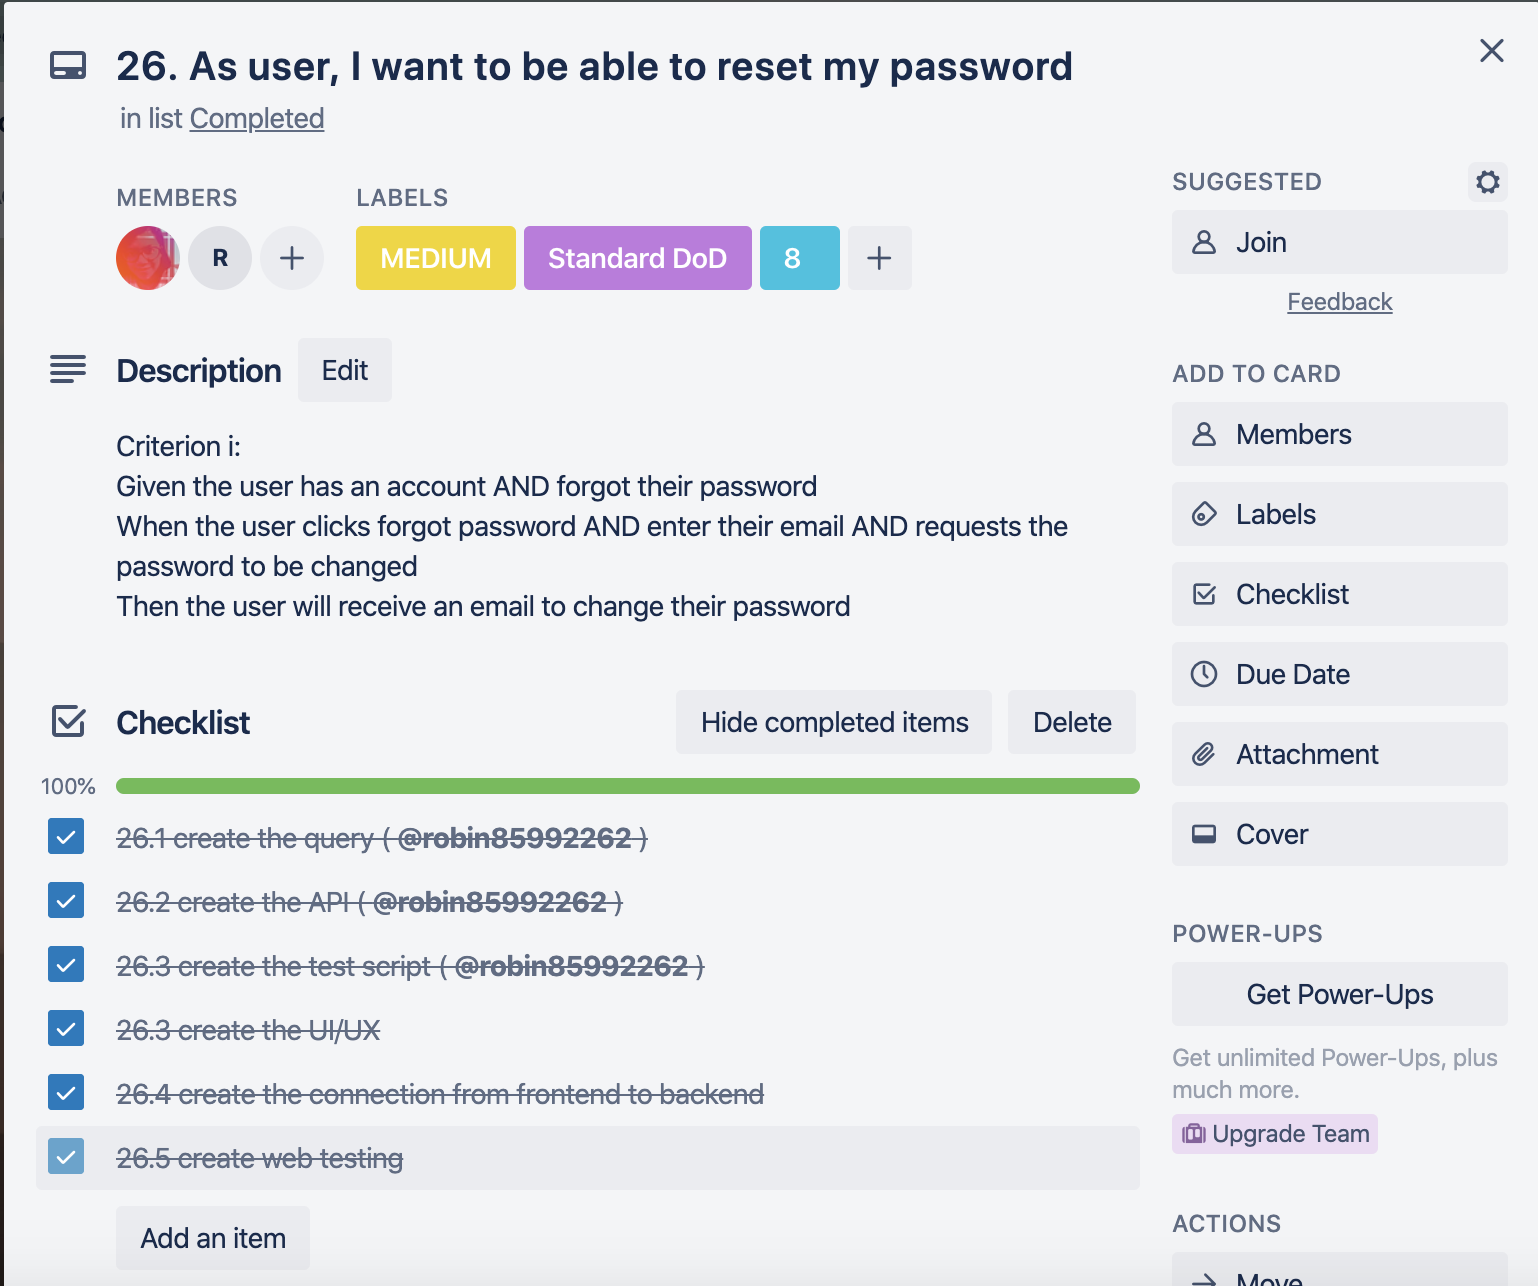 26. As user, I want to be able to reset my password
in list Completed
MEMBERS
R
LABELS
MEDIUM
Standard DoD
8
Description
Edit
Criterion i:
Given the user has an account AND forgot their password
When the user clicks forgot password AND enter their email AND requests the
password to be changed
Then the user will receive an email to change their password
Checklist
Hide completed items
Delete
100%
26.1 create the query ( @robin85992262 )
26.2 create the API ( @robin85992262 )
26.3 create the test script ( @robin85992262 )
26.3 create the UI/UX
26.4 create the connection from frontend to backend
26.5 create web testing
Add an item
SUGGESTED
Join
Feedback
ADD TO CARD
Members
Labels
Checklist
Due Date
Attachment
Cover
POWER-UPS
Get Power-Ups
Get unlimited Power-Ups, plus
much more.
Upgrade Team
ACTIONS
Move